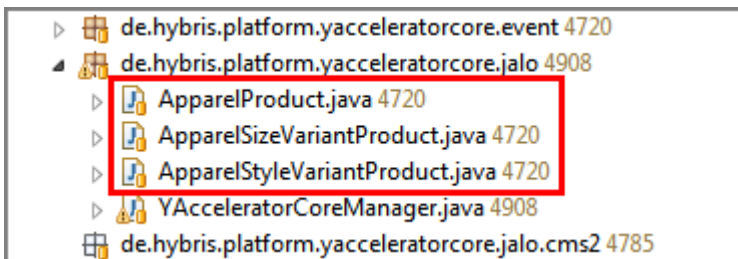 de.hybris.platform.yacceleratorcore.event 4720
de.hybris.platform.yacceleratorcore.jalo 4908
ApparelProduct.java 4720
ApparelSizeVariantProduct.java 4720
ApparelStyleVariantProduct.java 4720
YAcceleratorCoreManager.java 4908
de.hybris.platform.yacceleratorcore.jalo.cms2 4785